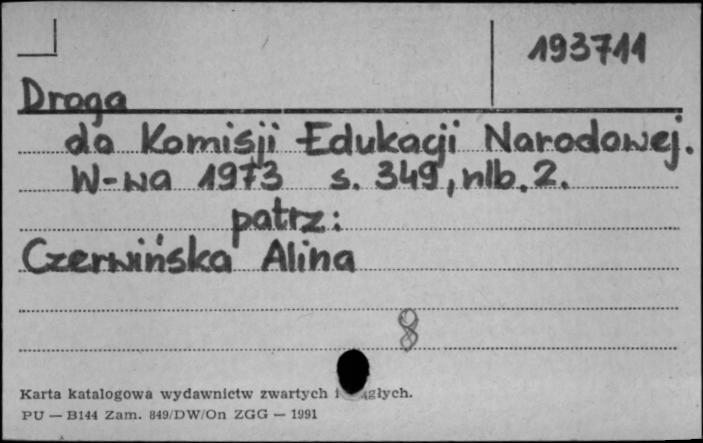 193711
Droga
do Komisji Edukacji Narodowej.
W-wa 1973 s. 349, nlb. 2.
patrz:
Czerwińska Alina
8
Karta katalogowa wydawnictw zwartych i
PU — B144 Zam. 849/DW/On ZGG — 1991